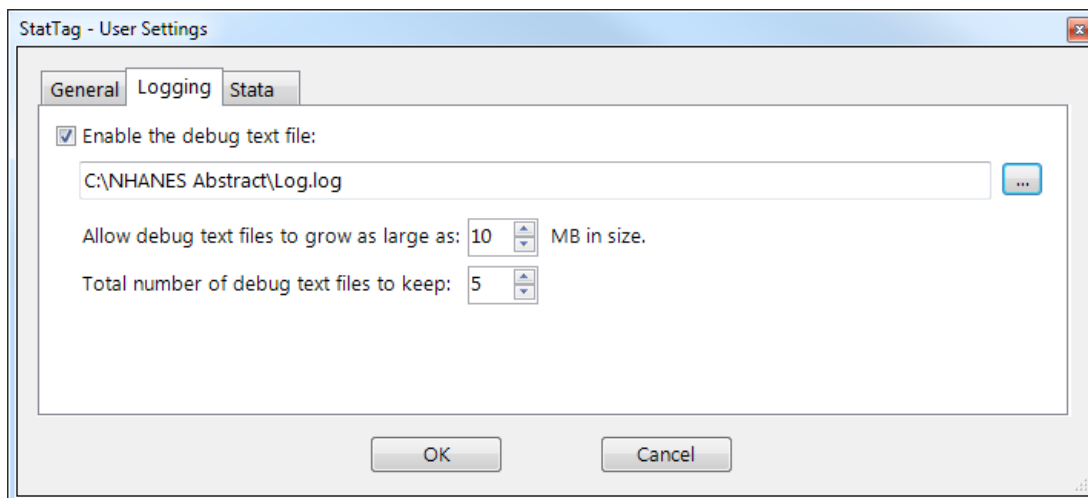 StatTag - User Settings
General Logging Stata
Enable the debug text file:
C:\NHANES Abstract\Log.log ...
Allow debug text files to grow as large as: 10 MB in size.
Total number of debug text files to keep: 5
OK Cancel